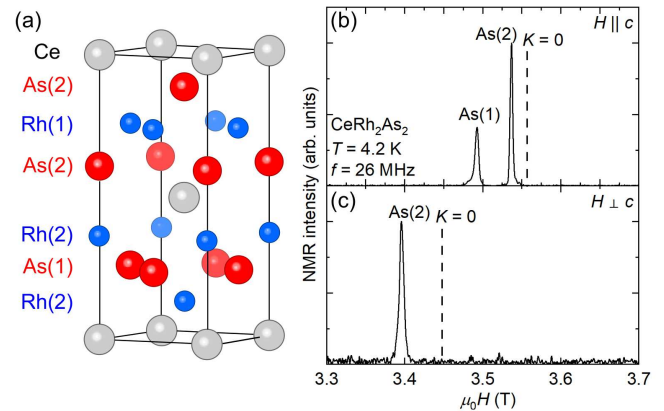 (a)
Ce
As(2)
Rh(1)
As(2)
Rh(2)
As(1)
Rh(2)
(b)
H || c
As(2)
K = 0
As(1)
CeRh₂As₂
T = 4.2 K
f = 26 MHz
(c)
H ⊥ c
As(2)
K = 0
NMR intensity (arb. units)
3.3 3.4 3.5 3.6 3.7
μ₀H (T)